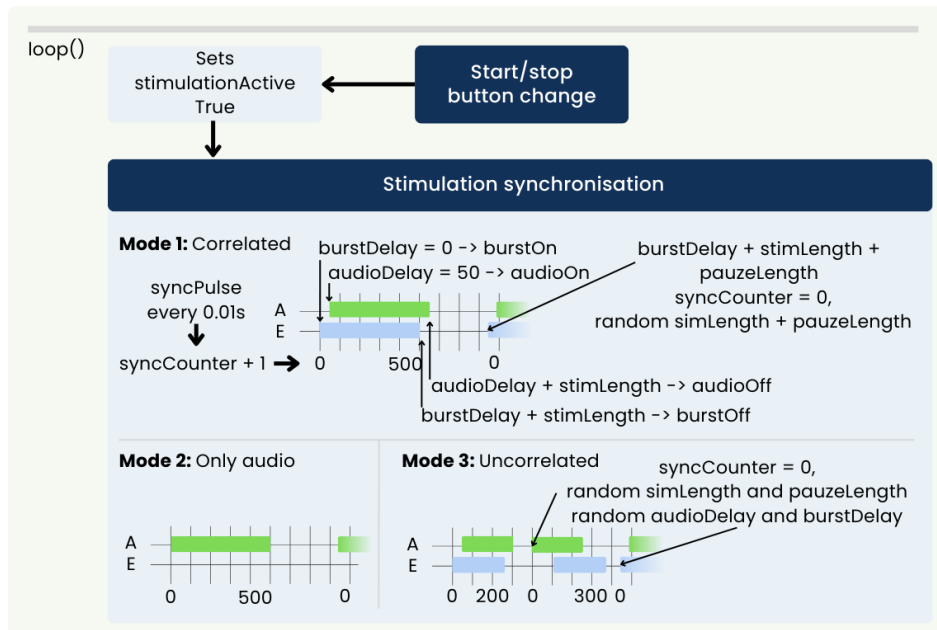 loop()
Sets
stimulationActive
True
Start/stop
button change
Stimulation synchronisation
Mode 1: Correlated
burstDelay = 0 -> burstOn
audioDelay = 50 -> audioOn
burstDelay + stimLength +
pauzeLength
syncCounter = 0,
random simLength + pauzeLength
syncPulse
every 0.01s
syncCounter + 1
A
E
0 500 0
audioDelay + stimLength -> audioOff
burstDelay + stimLength -> burstOff
Mode 2: Only audio
A
E
0 500 0
Mode 3: Uncorrelated
syncCounter = 0,
random simLength and pauzeLength
random audioDelay and burstDelay
A
E
0 200 0 300 0